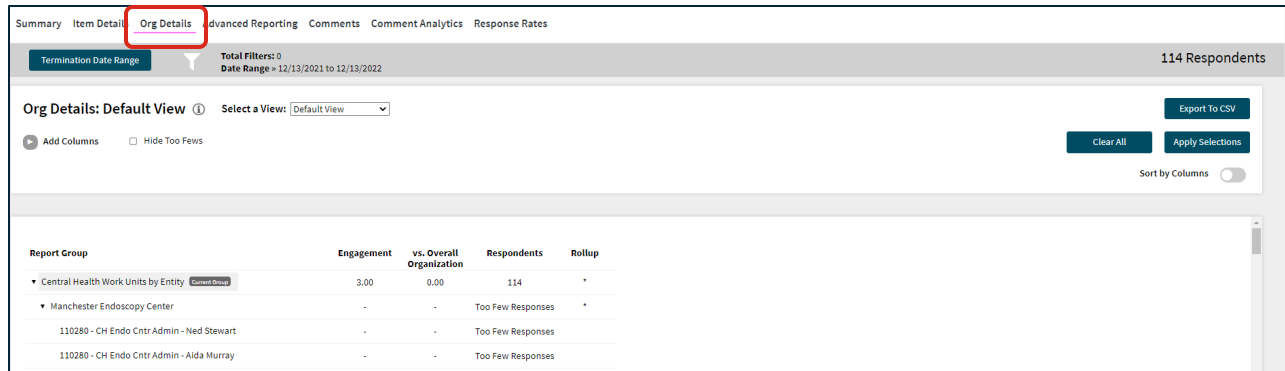 Summary Item Details Org Details Advanced Reporting Comments Comment Analytics Response Rates
Termination Date Range
Total Filters: 0
Date Range » 12/13/2021 to 12/13/2022
114 Respondents
Org Details: Default View Select a View: Default View
Export To CSV
Add Columns Hide Too Fews
Clear All Apply Selections
Sort by Columns
Report Group Engagement vs. Overall Organization Respondents Rollup
Central Health Work Units by Entity Current Group 3.00 0.00 114 *
Manchester Endoscopy Center - - Too Few Responses *
110280 - CH Endo Cntr Admin - Ned Stewart - - Too Few Responses
110280 - CH Endo Cntr Admin - Aida Murray - - Too Few Responses